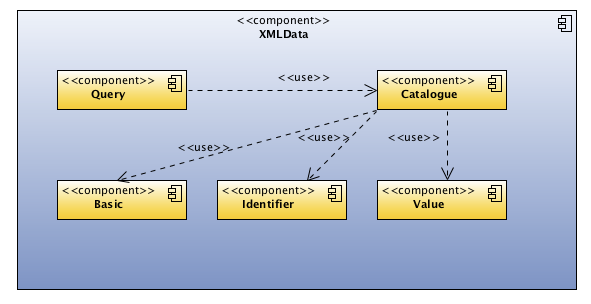 <<component>>
XMLData
<<component>>
Query
<<use>>
<<component>>
Catalogue
<<use>>
<<use>>
<<use>>
<<component>>
Basic
<<component>>
Identifier
<<component>>
Value